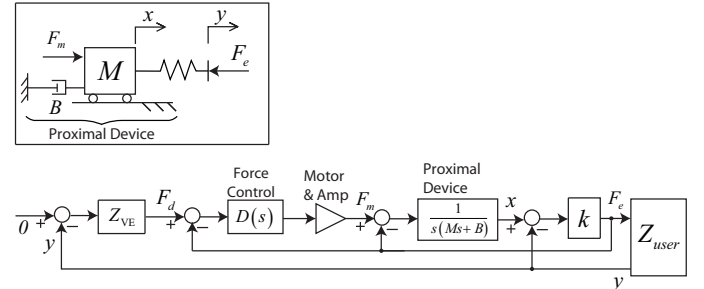 x
y
F_m
M
F_e
B
Proximal Device
Force
Control
Motor
& Amp
Proximal
Device
0
+
−
Z_VE
F_d
+
−
D(s)
F_m
+
−
1
s(Ms+B)
x
+
−
k
F_e
Z_user
y
y